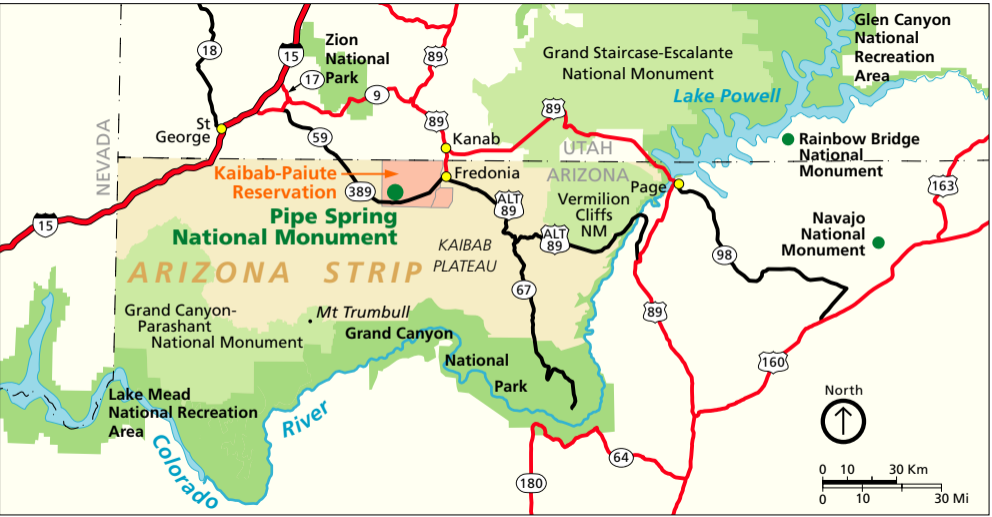 Glen Canyon
National
Recreation
Area
18
15
Zion
National
Park
17
9
89
Grand Staircase-Escalante
National Monument
Lake Powell
89
89
St
George
59
Kanab
UTAH
Rainbow Bridge
National
Monument
NEVADA
Kaibab-Paiute
Reservation
Fredonia
ARIZONA
Page
163
389
ALT
89
Vermilion
Cliffs
NM
Pipe Spring
National Monument
15
ALT
89
Navajo
National
Monument
KAIBAB
PLATEAU
98
ARIZONA STRIP
67
89
Grand Canyon-
Parashant
National Monument
Mt Trumbull
Grand Canyon
National
Park
160
Lake Mead
National Recreation
Area
River
Colorado
North
64
180
0 10 30 Km
0 10 30 Mi